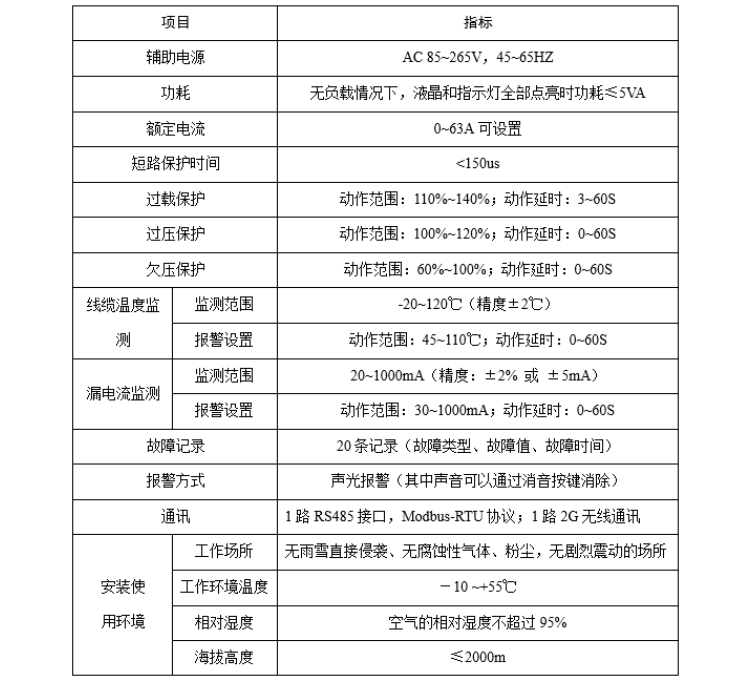 项目 指标
辅助电源 AC 85~265V，45~65HZ
功耗 无负载情况下，液晶和指示灯全部点亮时功耗≤5VA
额定电流 0~63A 可设置
短路保护时间 <150us
过载保护 动作范围：110%~140%；动作延时：3~60S
过压保护 动作范围：100%~120%；动作延时：0~60S
欠压保护 动作范围：60%~100%；动作延时：0~60S
线缆温度监
测
监测范围 -20~120℃（精度±2℃）
报警设置 动作范围：45~110℃；动作延时：0~60S
漏电流监测
监测范围 20~1000mA（精度：±2% 或 ±5mA）
报警设置 动作范围：30~1000mA；动作延时：0~60S
故障记录 20 条记录（故障类型、故障值、故障时间）
报警方式 声光报警（其中声音可以通过消音按键消除）
通讯 1 路 RS485 接口，Modbus-RTU 协议；1 路 2G 无线通讯
安装使
用环境
工作场所 无雨雪直接侵袭、无腐蚀性气体、粉尘，无剧烈震动的场所
工作环境温度 －10 ~+55℃
相对湿度 空气的相对湿度不超过 95%
海拔高度 ≤2000m